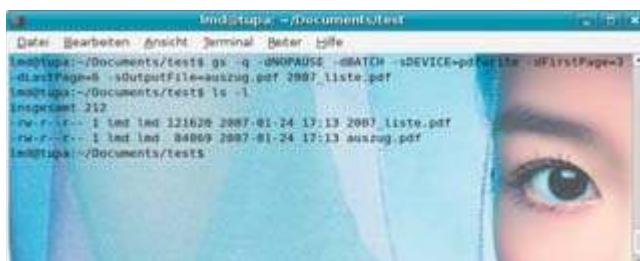 lmd@tupa: ~/Documents/test
Datei Bearbeiten Ansicht Terminal Reiter Hilfe
lmd@tupa:~/Documents/test$ gs -q -dNOPAUSE -dBATCH -sDEVICE=pdfwrite -dFirstPage=3
-dLastPage=6 -sOutputFile=auszug.pdf 2007_liste.pdf
lmd@tupa:~/Documents/test$ ls -l
insgesamt 212
-rw-r--r-- 1 lmd lmd 121620 2007-01-24 17:13 2007_liste.pdf
-rw-r--r-- 1 lmd lmd 84069 2007-01-24 17:13 auszug.pdf
lmd@tupa:~/Documents/test$